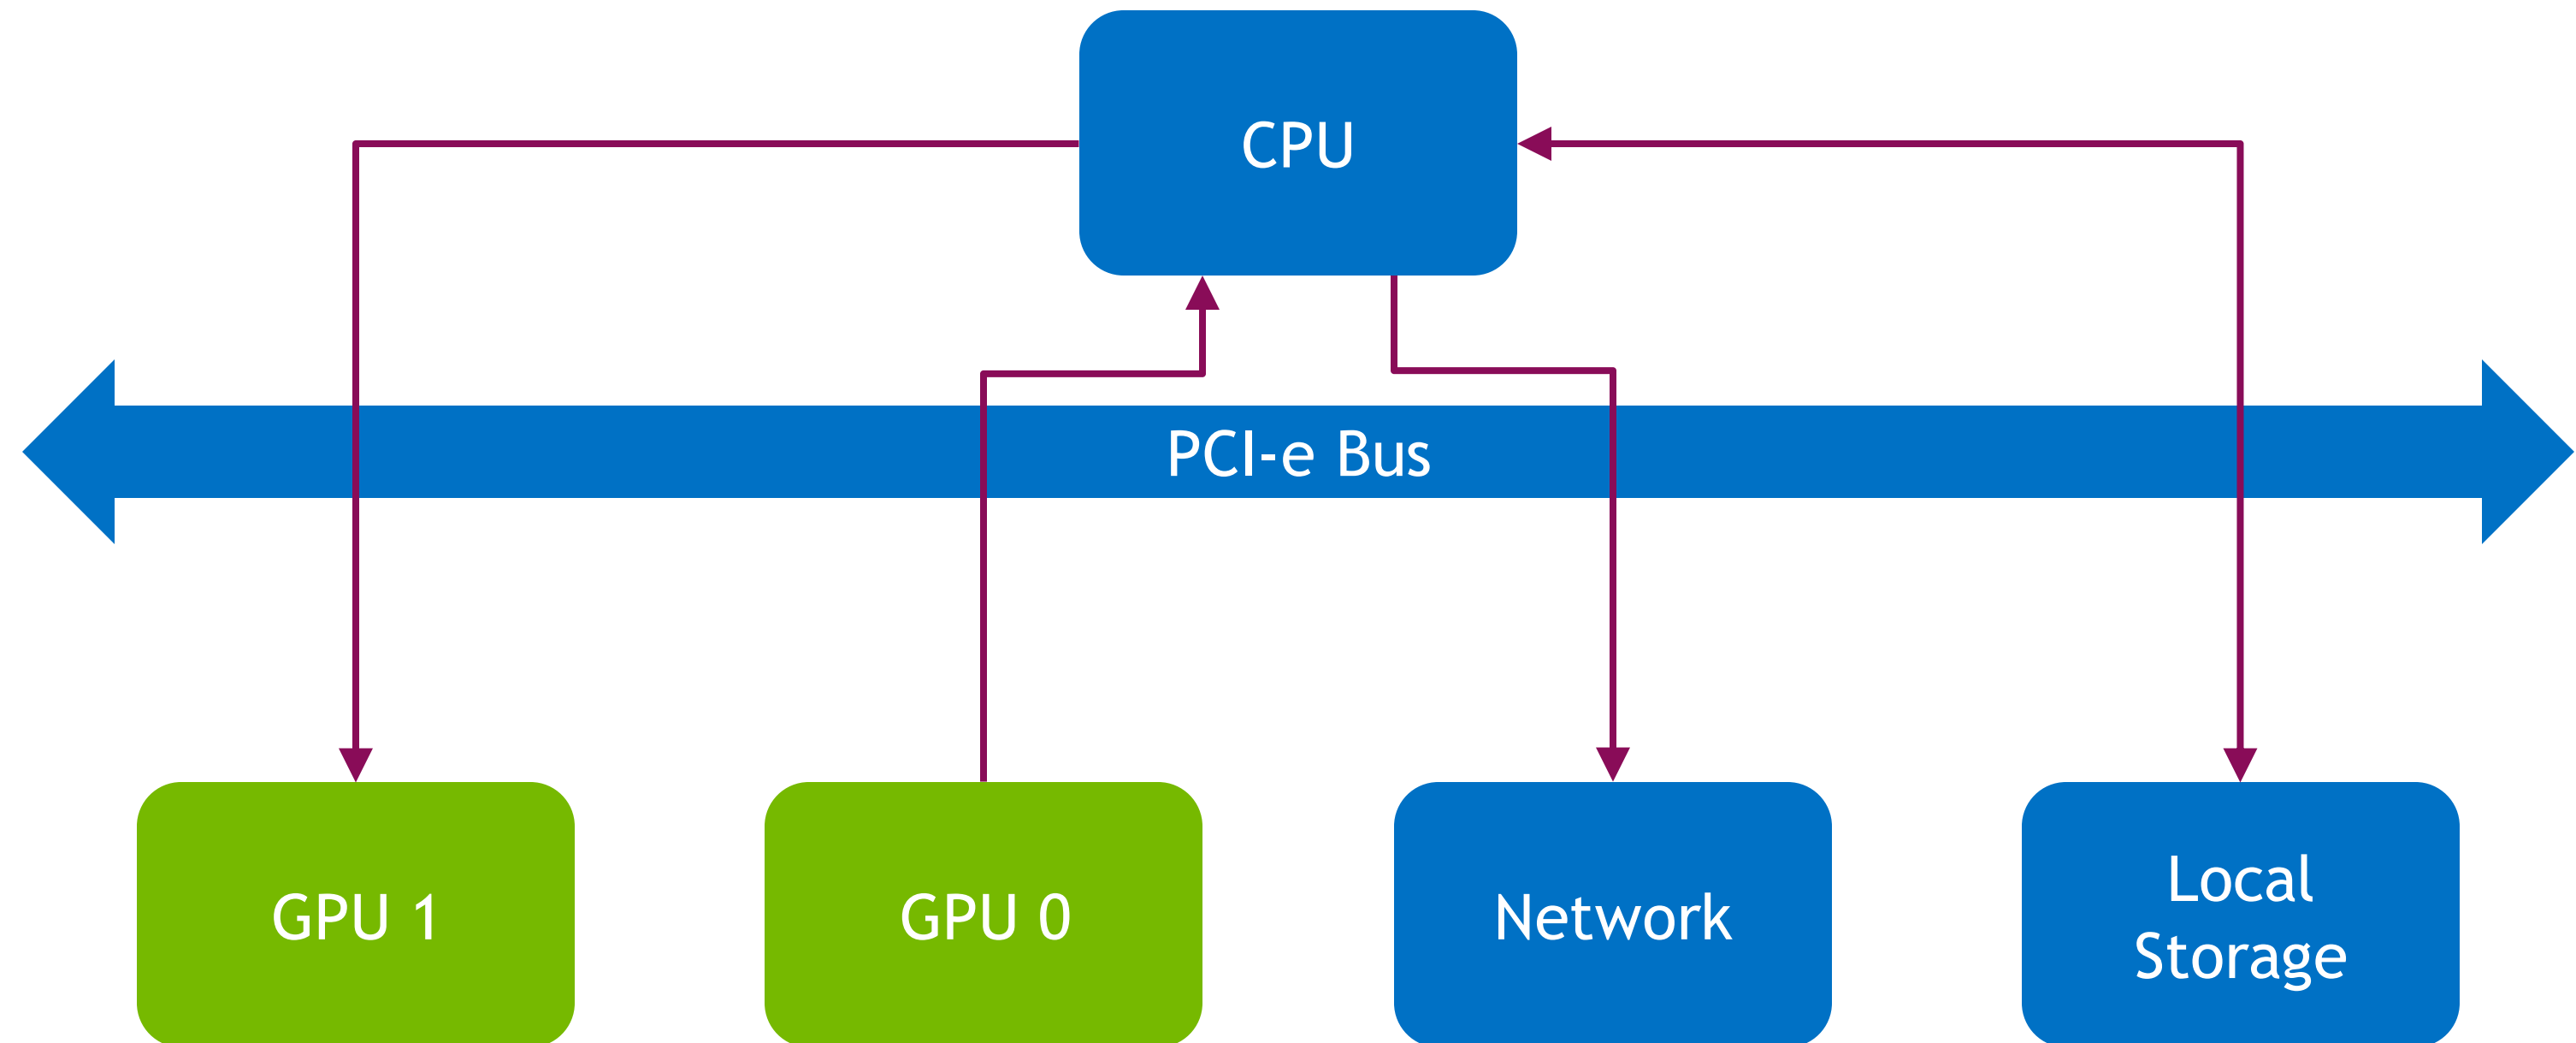 CPU
PCI-e Bus
GPU 1
GPU 0
Network
Local
Storage